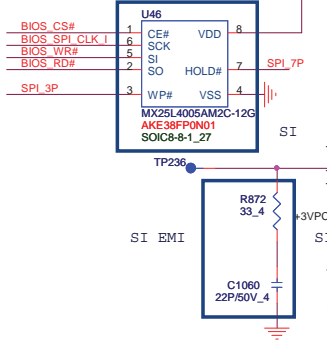 U46
BIOS_CS# 1 CE# VDD 8
BIOS_SPI_CLK_I 6 SCK
BIOS_WR# 5 SI
BIOS_RD# 2 SO HOLD# 7 SPI_7P
SPI_3P 3 WP# VSS 4
MX25L4005AM2C-12G
AKE38FP0N01
SOIC8-8-1_27
SI
TP236
R872
33_4
+3VPC
SI EMI
SI
C1060
22P/50V_4